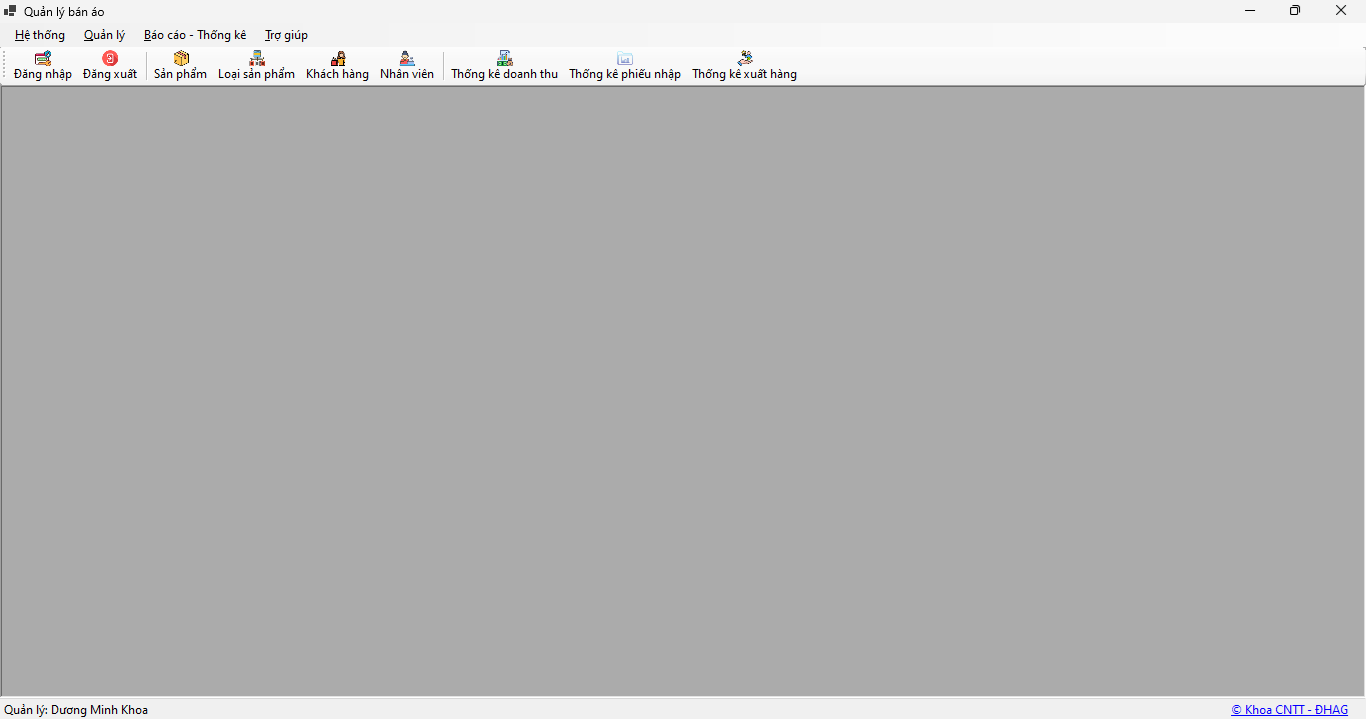 Quản lý bán áo
Hệ thống Quản lý Báo cáo - Thống kê Trợ giúp
Đăng nhập Đăng xuất Sản phẩm Loại sản phẩm Khách hàng Nhân viên Thống kê doanh thu Thống kê phiếu nhập Thống kê xuất hàng
Quản lý: Dương Minh Khoa © Khoa CNTT - ĐHAG